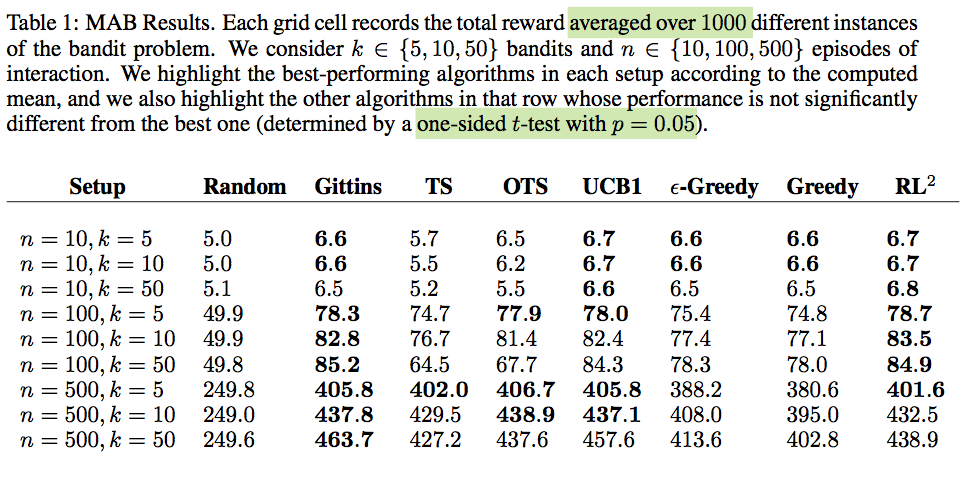 Table 1: MAB Results. Each grid cell records the total reward averaged over 1000 different instances
of the bandit problem. We consider k ∈ {5, 10, 50} bandits and n ∈ {10, 100, 500} episodes of
interaction. We highlight the best-performing algorithms in each setup according to the computed
mean, and we also highlight the other algorithms in that row whose performance is not significantly
different from the best one (determined by a one-sided t-test with p = 0.05).
Setup Random Gittins TS OTS UCB1 ϵ-Greedy Greedy RL²
n = 10, k = 5 5.0 6.6 5.7 6.5 6.7 6.6 6.6 6.7
n = 10, k = 10 5.0 6.6 5.5 6.2 6.7 6.6 6.6 6.7
n = 10, k = 50 5.1 6.5 5.2 5.5 6.6 6.5 6.5 6.8
n = 100, k = 5 49.9 78.3 74.7 77.9 78.0 75.4 74.8 78.7
n = 100, k = 10 49.9 82.8 76.7 81.4 82.4 77.4 77.1 83.5
n = 100, k = 50 49.8 85.2 64.5 67.7 84.3 78.3 78.0 84.9
n = 500, k = 5 249.8 405.8 402.0 406.7 405.8 388.2 380.6 401.6
n = 500, k = 10 249.0 437.8 429.5 438.9 437.1 408.0 395.0 432.5
n = 500, k = 50 249.6 463.7 427.2 437.6 457.6 413.6 402.8 438.9